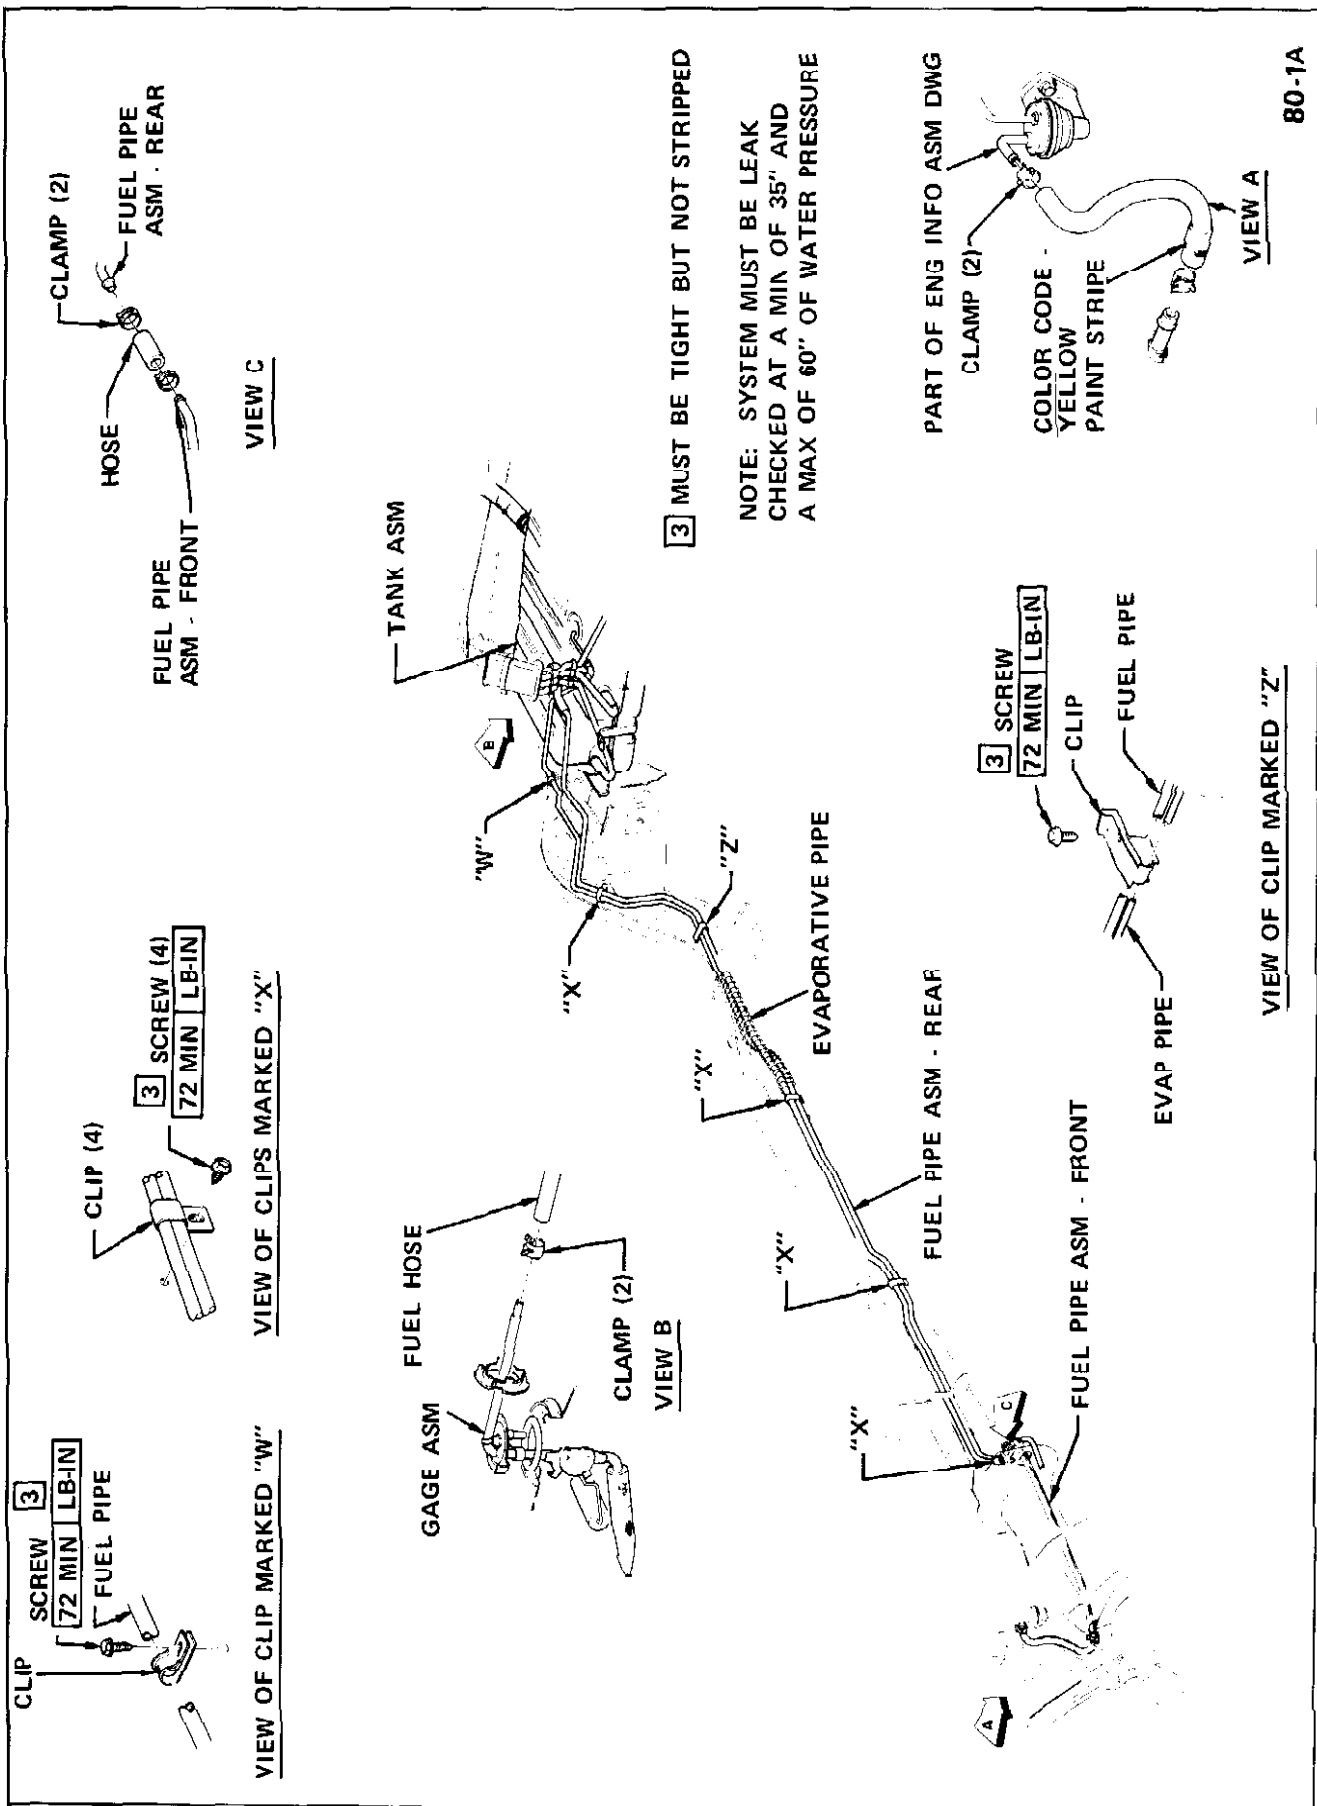 CLIP
SCREW 3
72 MIN LB-IN
FUEL PIPE
VIEW OF CLIP MARKED "W"
CLIP (4)
3 SCREW (4)
72 MIN LB-IN
VIEW OF CLIPS MARKED "X"
CLAMP (2)
FUEL PIPE
ASM - REAR
HOSE
FUEL PIPE
ASM - FRONT
VIEW C
GAGE ASM
FUEL HOSE
CLAMP (2)
VIEW B
TANK ASM
B
"W"
"X"
"Z"
EVAPORATIVE PIPE
"X"
FUEL PIPE ASM - REAR
"X"
"X"
C
FUEL PIPE ASM - FRONT
A
3 MUST BE TIGHT BUT NOT STRIPPED
NOTE: SYSTEM MUST BE LEAK
CHECKED AT A MIN OF 35" AND
A MAX OF 60" OF WATER PRESSURE
3 SCREW
72 MIN LB-IN
CLIP
FUEL PIPE
EVAP PIPE
VIEW OF CLIP MARKED "Z"
PART OF ENG INFO ASM DWG
CLAMP (2)
COLOR CODE -
YELLOW
PAINT STRIPE
VIEW A
80-1A